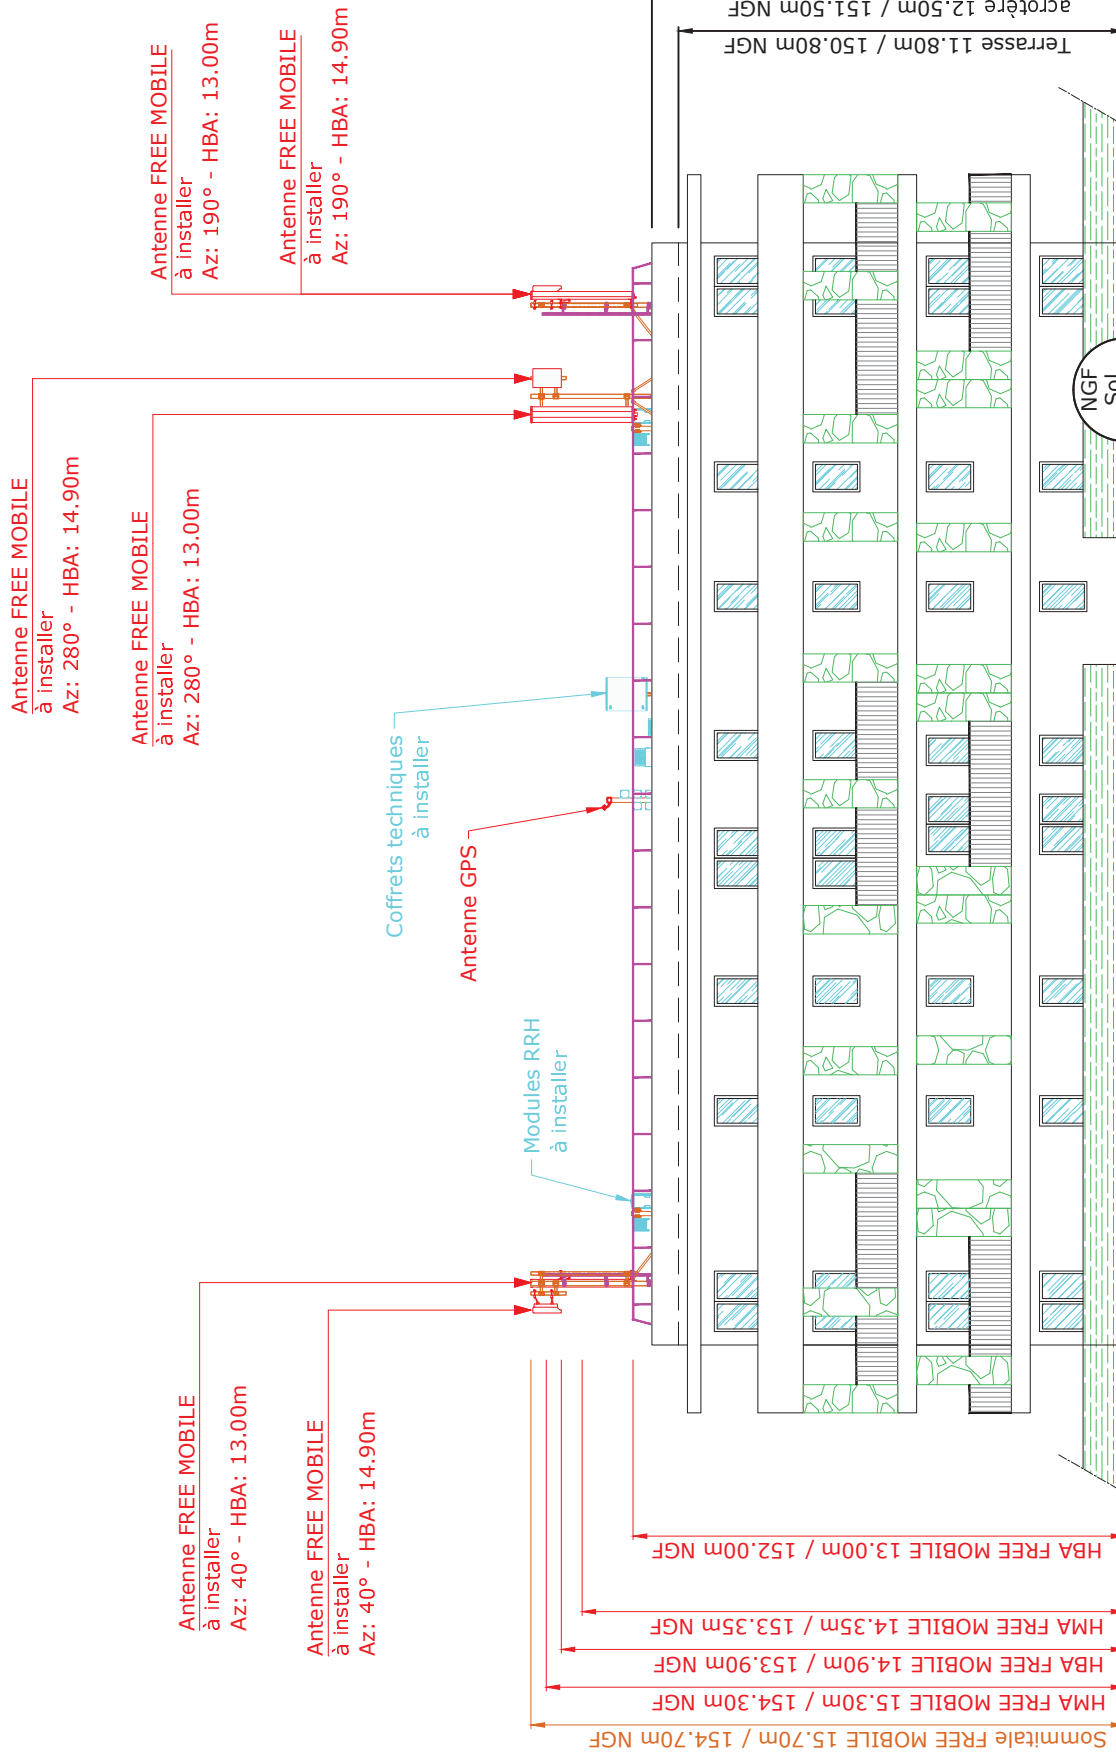 Antenne FREE MOBILE
à installer
Az: 40° - HBA: 13.00m
Antenne FREE MOBILE
à installer
Az: 40° - HBA: 14.90m
Modules RRH
à installer
Antenne GPS
Coffrets techniques
à installer
Antenne FREE MOBILE
à installer
Az: 280° - HBA: 14.90m
Antenne FREE MOBILE
à installer
Az: 280° - HBA: 13.00m
Antenne FREE MOBILE
à installer
Az: 190° - HBA: 13.00m
Antenne FREE MOBILE
à installer
Az: 190° - HBA: 14.90m
Sommitale FREE MOBILE 15.70m / 154.70m NGF
HMA FREE MOBILE 15.30m / 154.30m NGF
HBA FREE MOBILE 14.90m / 153.90m NGF
HMA FREE MOBILE 14.35m / 153.35m NGF
HBA FREE MOBILE 13.00m / 152.00m NGF
Terrasse 11.80m / 150.80m NGF
acrotère 12.50m / 151.50m NGF
NGF
Sol